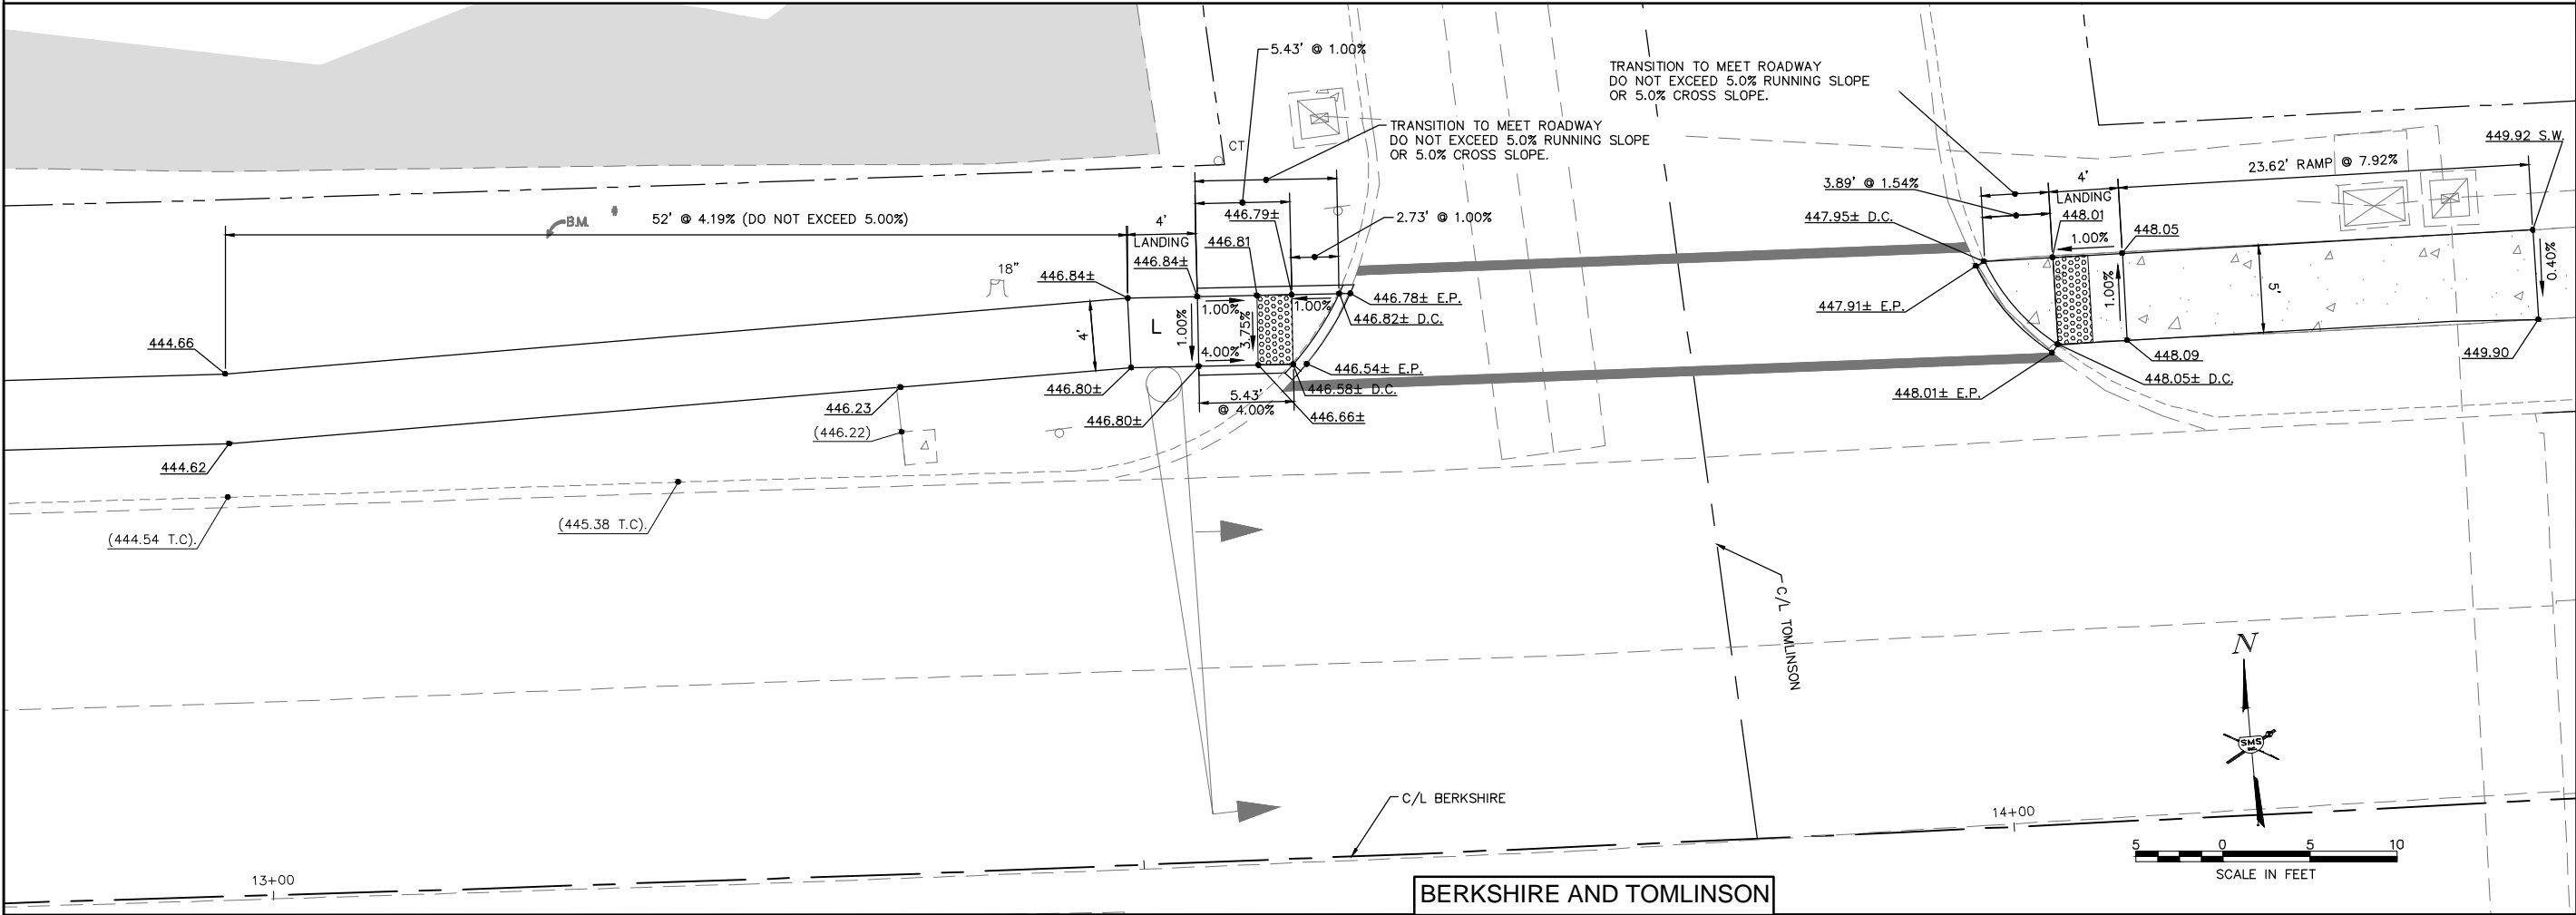 5.43' @ 1.00%
TRANSITION TO MEET ROADWAY
DO NOT EXCEED 5.0% RUNNING SLOPE
OR 5.0% CROSS SLOPE.
TRANSITION TO MEET ROADWAY
DO NOT EXCEED 5.0% RUNNING SLOPE
OR 5.0% CROSS SLOPE.
CT
449.92 S.W.
23.62' RAMP @ 7.92%
3.89' @ 1.54%
4'
LANDING
B.M.
52' @ 4.19% (DO NOT EXCEED 5.00%)
4'
LANDING
446.79±
2.73' @ 1.00%
447.95± D.C.
448.01
448.05
1.00%
446.81
446.84±
446.84±
18"
0.40%
1.00%
5'
446.78± E.P.
446.82± D.C.
447.91± E.P.
1.00%
1.00%
1.00%
3.75%
4.00%
L
4'
444.66
446.54± E.P.
446.58± D.C.
448.09
449.90
448.05± D.C.
448.01± E.P.
446.80±
446.23
446.80±
5.43'
@ 4.00%
446.66±
(446.22)
444.62
(445.38 T.C).
(444.54 T.C).
C/L TOMLINSON
N
SMS
C/L BERKSHIRE
14+00
13+00
5 0 5 10
SCALE IN FEET
BERKSHIRE AND TOMLINSON